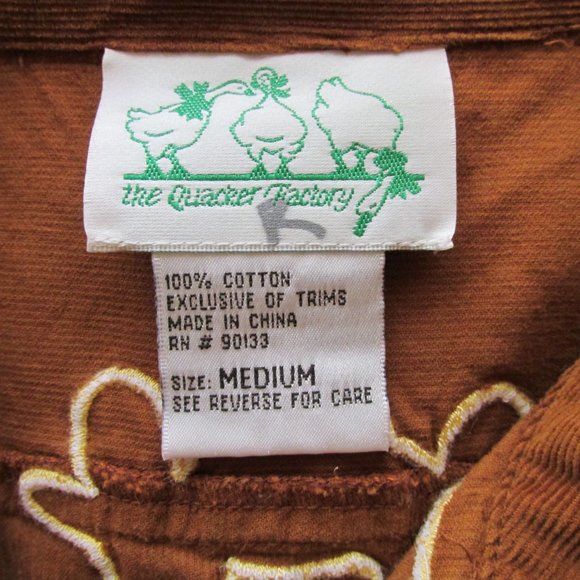 the Quacker Factory
100% COTTON
EXCLUSIVE OF TRIMS
MADE IN CHINA
RN # 90133
SIZE: MEDIUM
SEE REVERSE FOR CARE